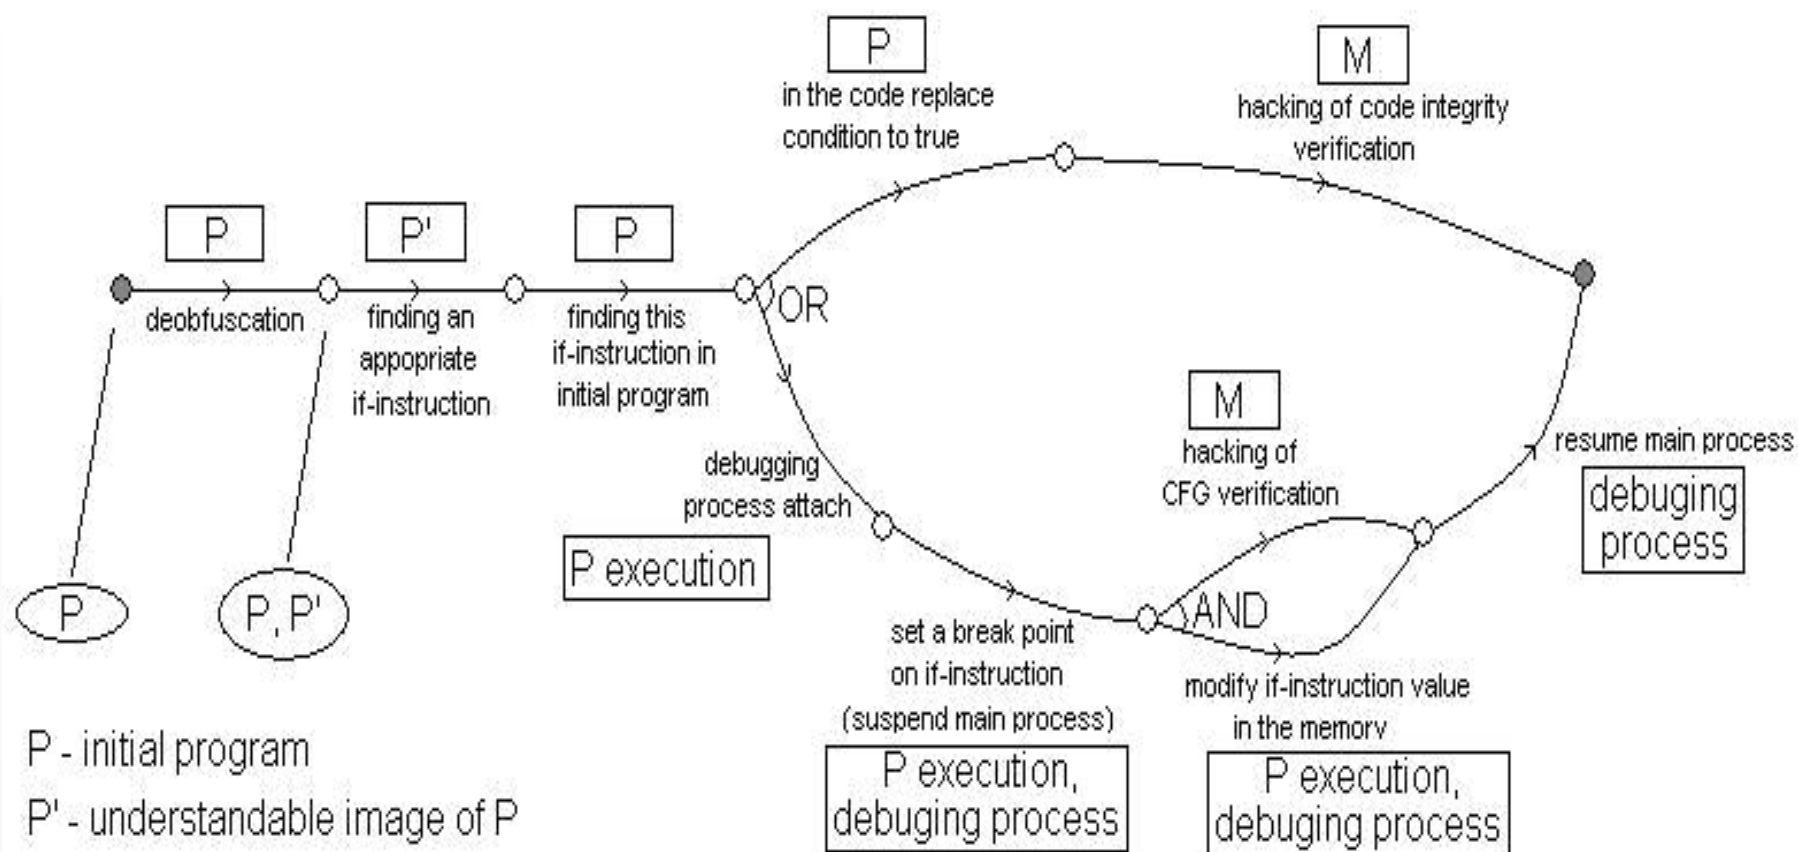 P
in the code replace
condition to true
M
hacking of code integrity
verification
P
deobfuscation
P'
finding an
appopriate
if-instruction
P
finding this
if-instruction in
initial program
OR
debugging
process attach
P execution
M
hacking of
CFG verification
resume main process
debuging
process
AND
set a break point
on if-instruction
(suspend main process)
P execution,
debuging process
modify if-instruction value
in the memory
P execution,
debuging process
P
P, P'
P - initial program
P' - understandable image of P